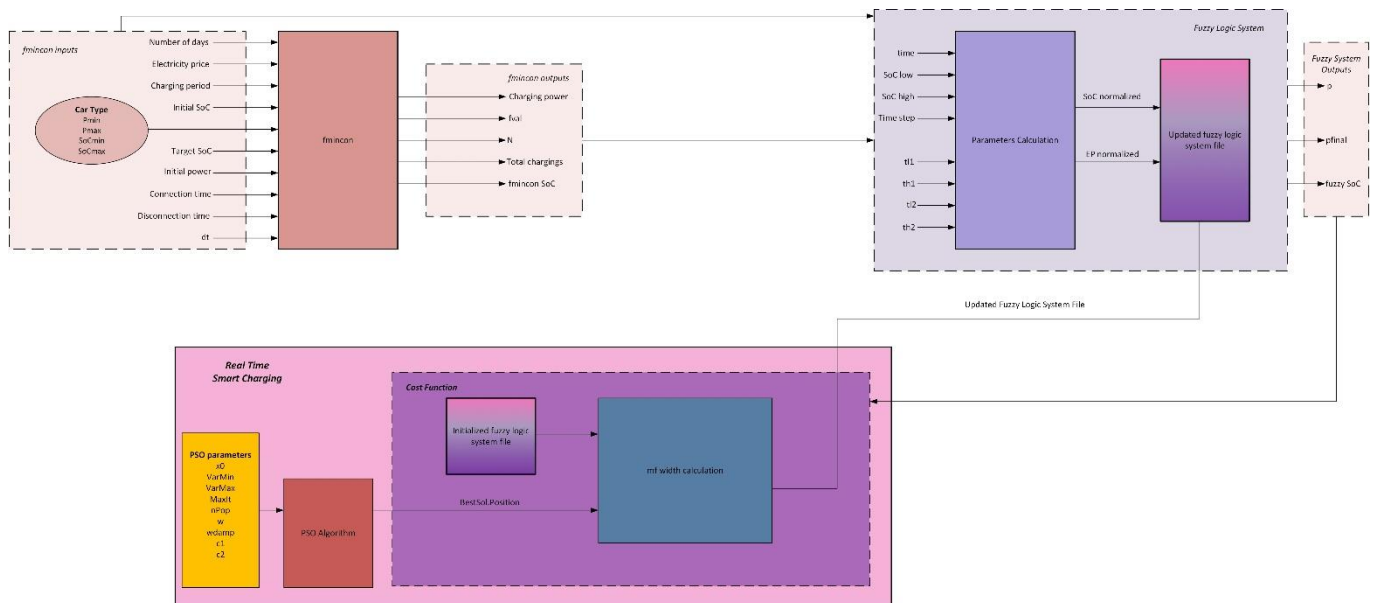 fmincon inputs
Number of days
Electricity price
Charging period
Initial SoC
Car Type
Pmin
Pmax
SoCmin
SoCmax
Target SoC
Initial power
Connection time
Disconnection time
dt
fmincon
fmincon outputs
Charging power
fval
N
Total chargings
fmincon SoC
Fuzzy Logic System
time
SoC low
SoC high
Time step
tl1
th1
tl2
th2
Parameters Calculation
SoC normalized
EP normalized
Updated fuzzy logic
system file
Fuzzy System
Outputs
p
pfinal
fuzzy SoC
Updated Fuzzy Logic System File
Real Time
Smart Charging
PSO parameters
x0
VarMin
VarMax
MaxIt
nPop
w
wdamp
c1
c2
PSO Algorithm
Cost Function
Initialized fuzzy logic
system file
BestSol.Position
mf width calculation